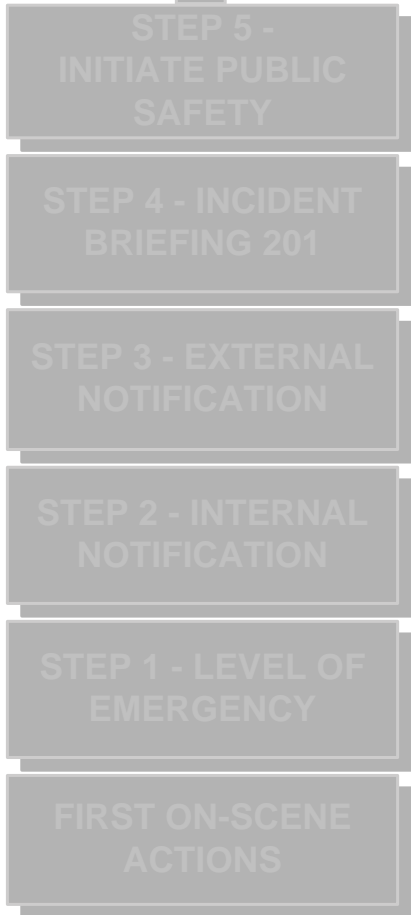 STEP 5 -
INITIATE PUBLIC
SAFETY
STEP 4 - INCIDENT
BRIEFING 201
STEP 3 - EXTERNAL
NOTIFICATION
STEP 2 - INTERNAL
NOTIFICATION
STEP 1 - LEVEL OF
EMERGENCY
FIRST ON-SCENE
ACTIONS